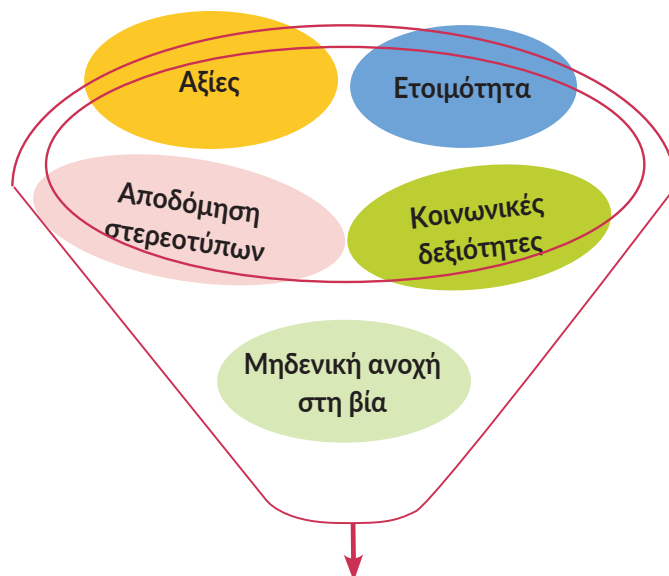 Αξίες
Ετοιμότητα
Αποδόμηση
στερεοτύπων
Κοινωνικές
δεξιότητες
Μηδενική ανοχή
στη βία